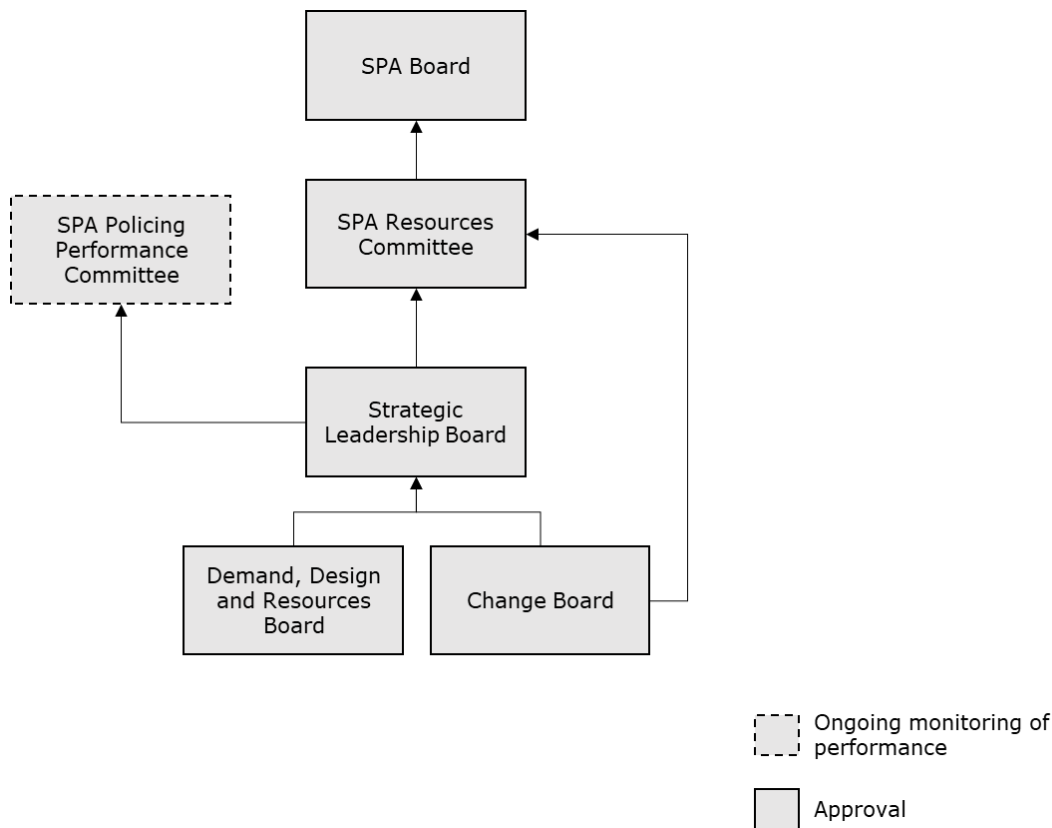 SPA Board
SPA Policing
Performance
Committee
SPA Resources
Committee
Strategic
Leadership Board
Demand, Design
and Resources
Board
Change Board
Ongoing monitoring of
performance
Approval